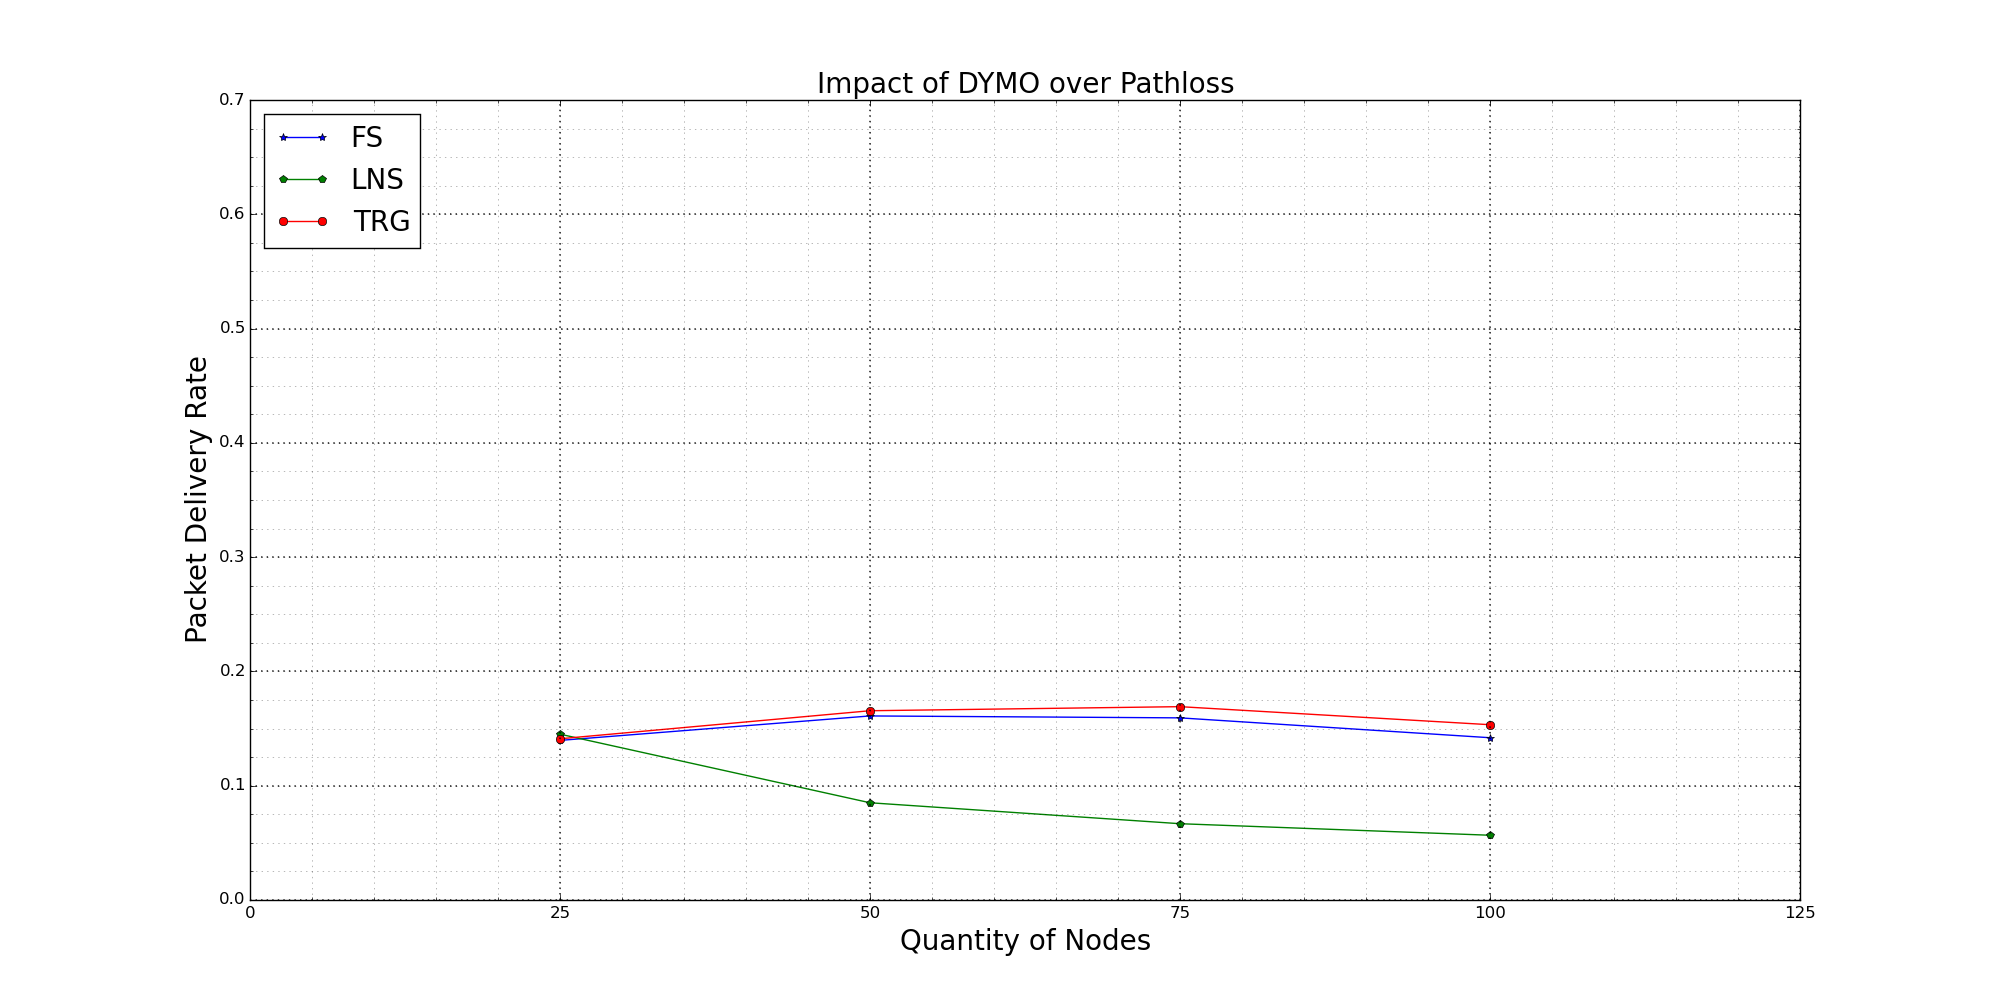 Impact of DYMO over Pathloss
0.7
0.6
0.5
0.4
0.3
0.2
0.1
0.0
FS
LNS
TRG
Packet Delivery Rate
0 25 50 75 100 125
Quantity of Nodes